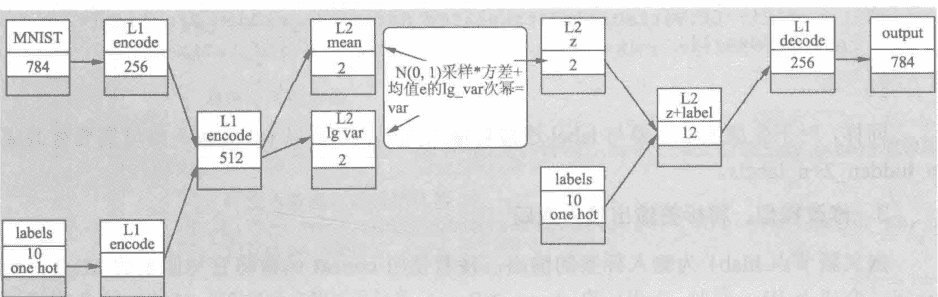 MNIST
784
L1
encode
256
L1
encode
512
labels
10
one hot
L1
encode
L2
mean
2
L2
lg var
2
N(0, 1)采样*方差+
均值e的lg_var次幂=
var
L2
z
2
labels
10
one hot
L2
z+label
12
L1
decode
256
output
784